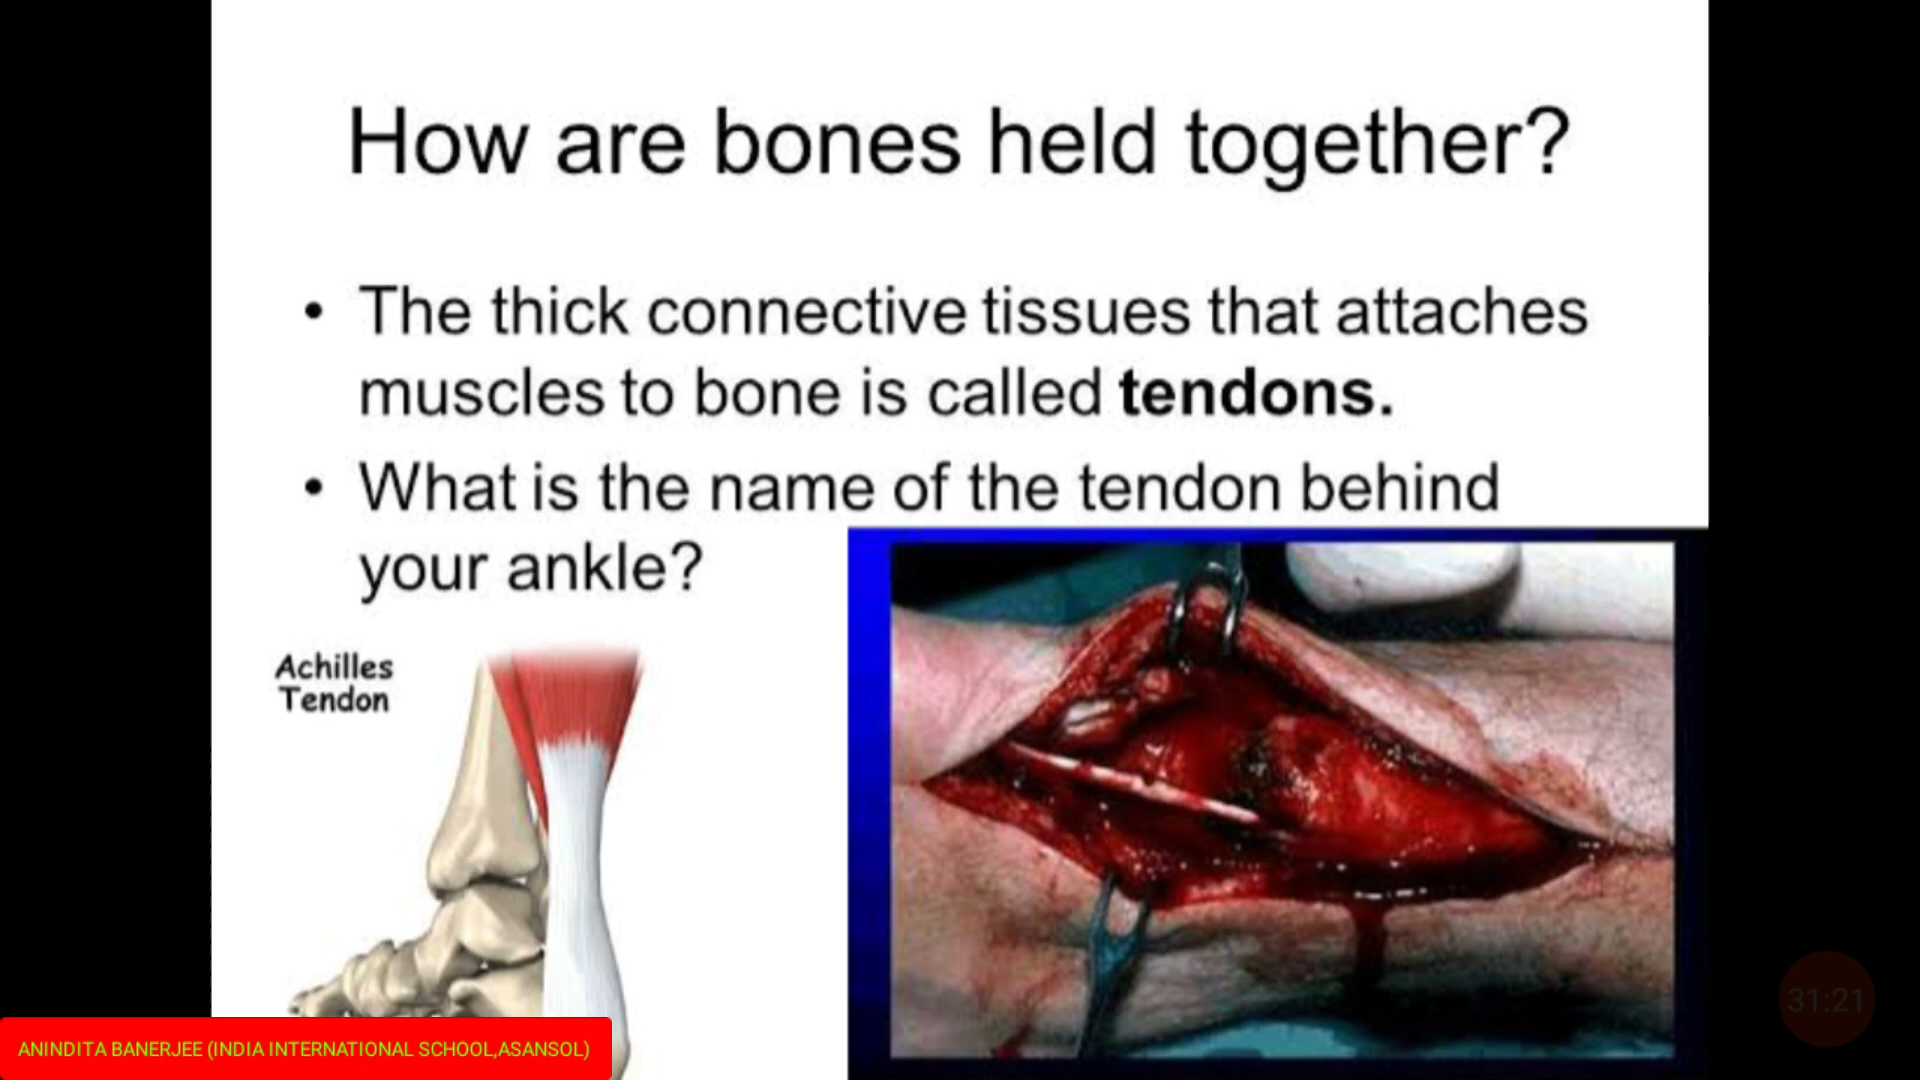 How are bones held together?
• The thick connective tissues that attaches
muscles to bone is called tendons.
• What is the name of the tendon behind
your ankle?
Achilles
Tendon
ANINDITA BANERJEE (INDIA INTERNATIONAL SCHOOL,ASANSOL)
31:21